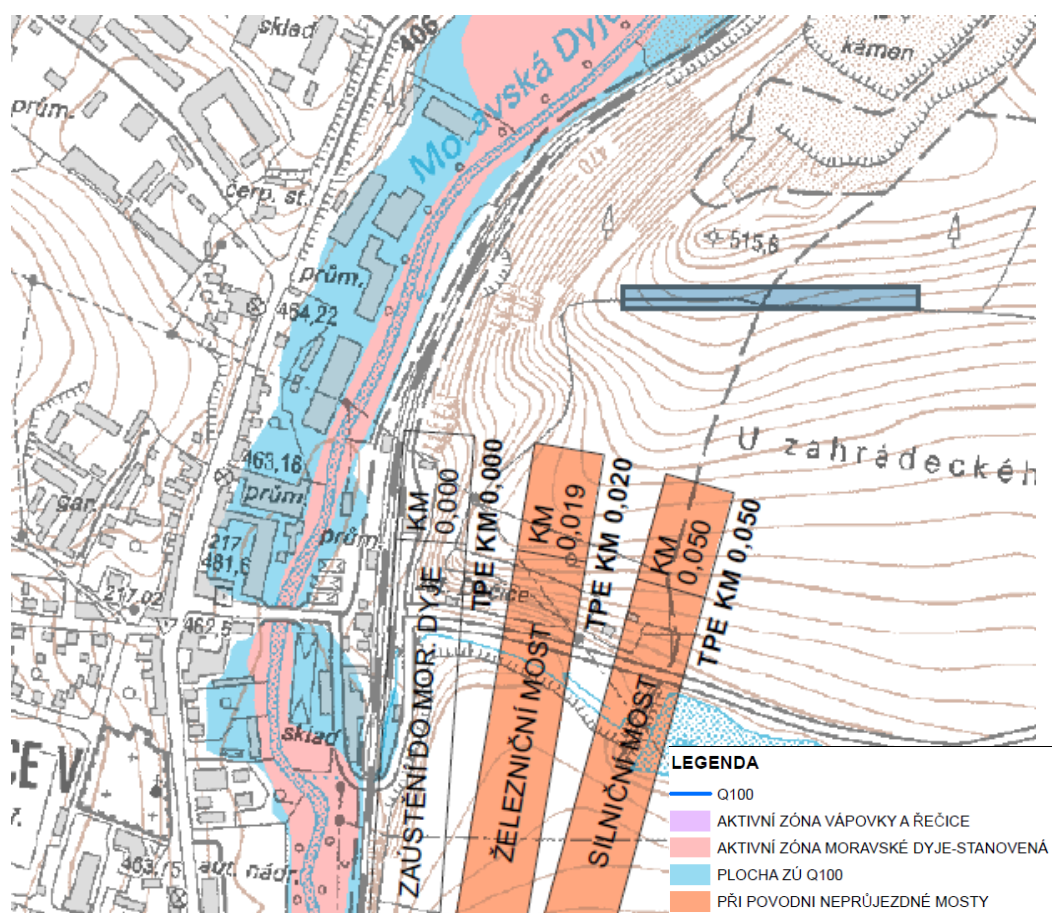 sklad
406
Moravská Dyje
kámen
prům.
470
čerp. st.
515,6
prům.
464,22
U zahrádeckéh
463,16
prům.
gar.
217
481,6
prům.
217,02
462,5
KM
0,000
TPE KM 0,000
ZAÚSTĚNÍ DO MOR. DYJE
KM
0,019
TPE KM 0,020
ŽELEZNIČNÍ MOST
KM
0,050
TPE KM 0,050
SILNIČNÍ MOST
sklad
CE V
463,75
aut. nádr.
LEGENDA
Q100
AKTIVNÍ ZÓNA VÁPOVKY A ŘEČICE
AKTIVNÍ ZÓNA MORAVSKÉ DYJE-STANOVENÁ
PLOCHA ZÚ Q100
PŘI POVODNI NEPRŮJEZDNÉ MOSTY